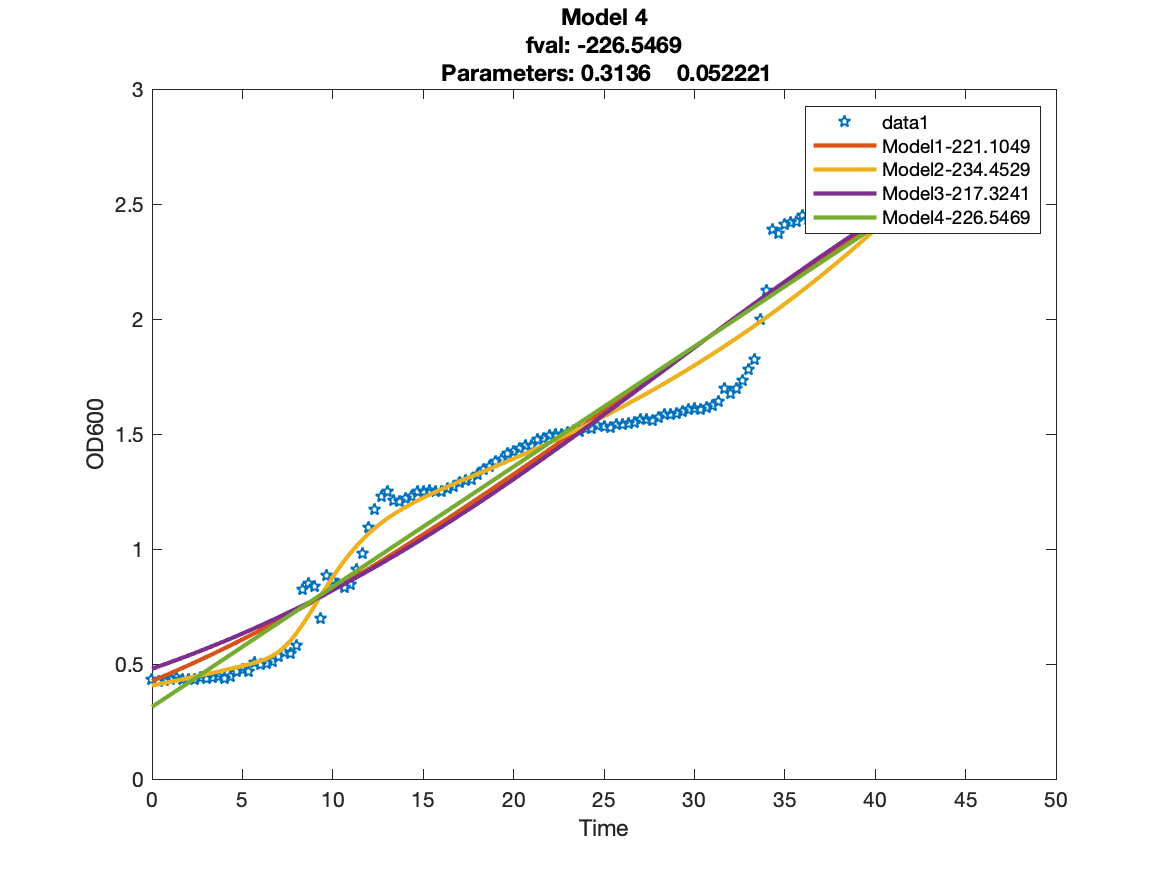 Model 4
fval: -226.5469
Parameters: 0.3136 0.052221
3
2.5
2
1.5
1
0.5
0
OD600
data1
Model1-221.1049
Model2-234.4529
Model3-217.3241
Model4-226.5469
0 5 10 15 20 25 30 35 40 45 50
Time